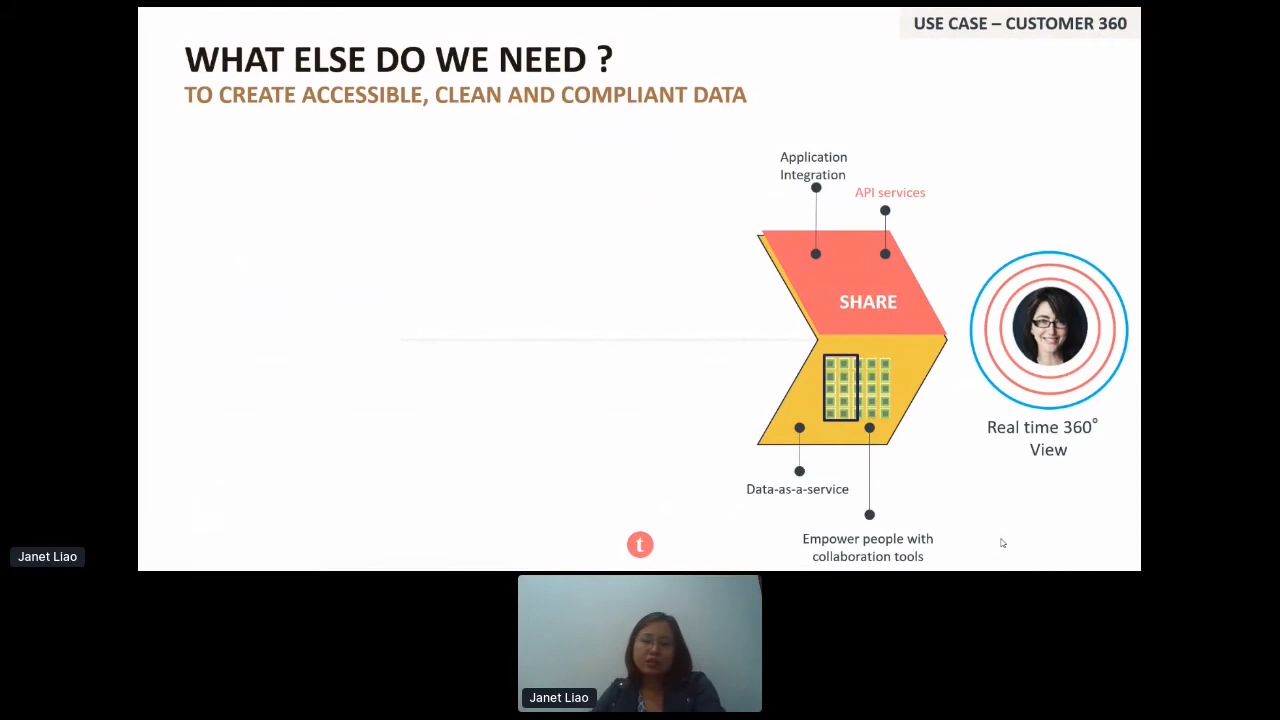 USE CASE – CUSTOMER 360
WHAT ELSE DO WE NEED ?
TO CREATE ACCESSIBLE, CLEAN AND COMPLIANT DATA
Application
Integration
API services
SHARE
Real time 360°
View
Data-as-a-service
Empower people with
collaboration tools
t
Janet Liao
Janet Liao